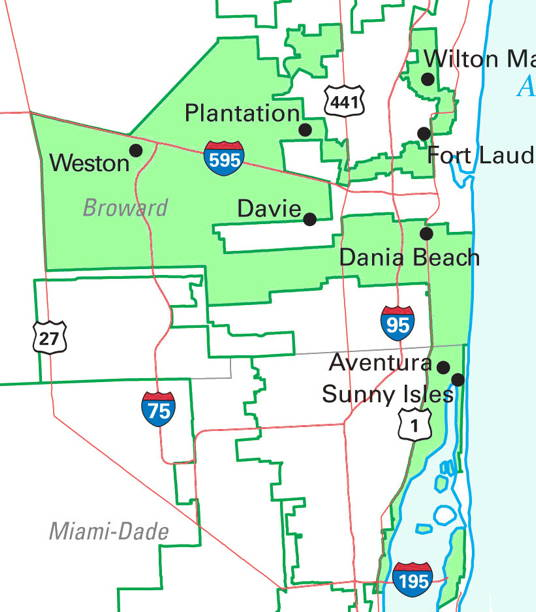 Wilton Ma
A
441
Plantation
Fort Laud
595
Weston
Broward
Davie
Dania Beach
95
27
Aventura
Sunny Isles
75
1
Miami-Dade
195